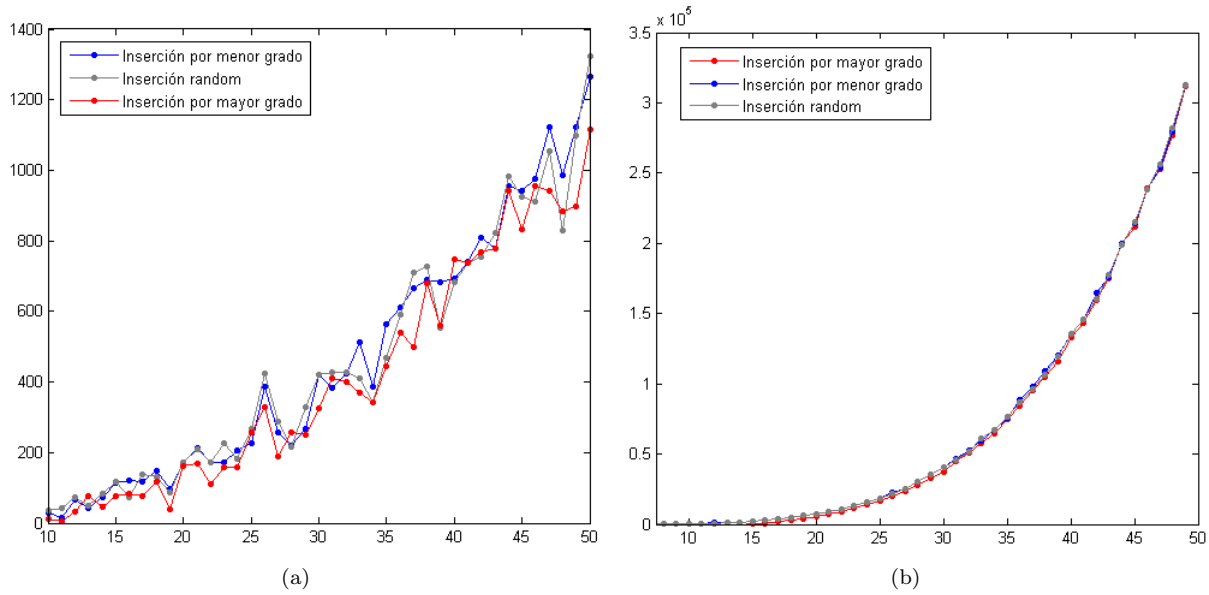 1400
1200
1000
800
600
400
200
0
10 15 20 25 30 35 40 45 50
Inserción por menor grado
Inserción random
Inserción por mayor grado
(a)
x 10^5
3.5
3
2.5
2
1.5
1
0.5
0
10 15 20 25 30 35 40 45 50
Inserción por mayor grado
Inserción por menor grado
Inserción random
(b)